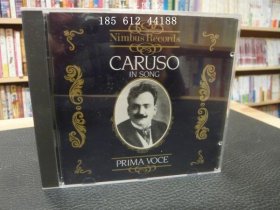 185 612 44188
Nimbus Records
CARUSO
IN SONG
PRIMA VOCE